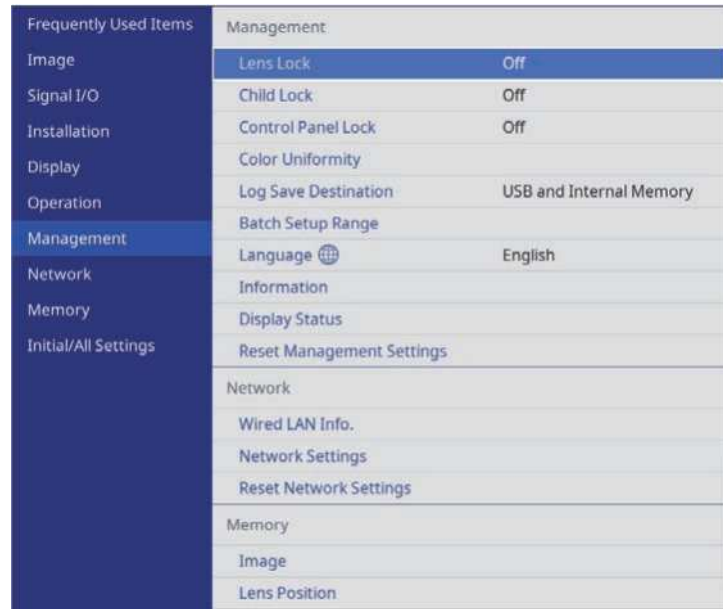 Frequently Used Items
Image
Signal I/O
Installation
Display
Operation
Management
Network
Memory
Initial/All Settings
Management
Lens Lock Off
Child Lock Off
Control Panel Lock Off
Color Uniformity
Log Save Destination USB and Internal Memory
Batch Setup Range
Language English
Information
Display Status
Reset Management Settings
Network
Wired LAN Info.
Network Settings
Reset Network Settings
Memory
Image
Lens Position